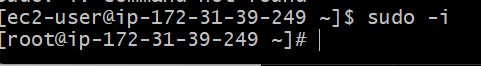 [ec2-user@ip-172-31-39-249 ~]$ sudo -i
[root@ip-172-31-39-249 ~]#